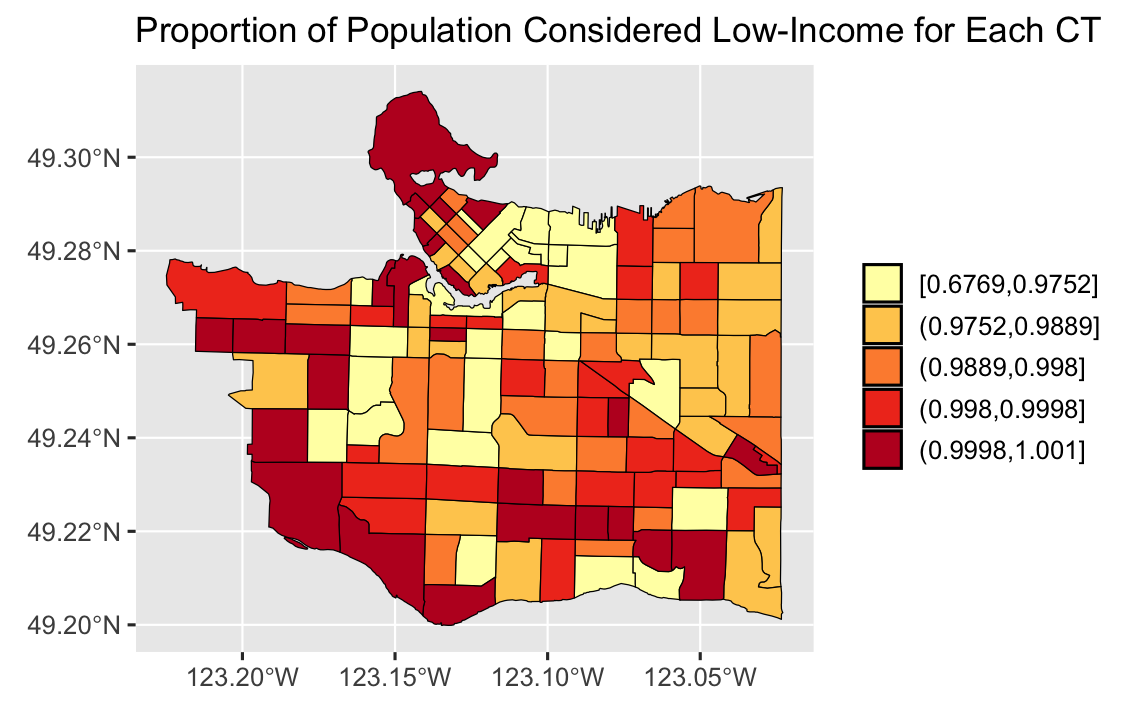 Proportion of Population Considered Low-Income for Each CT
49.30°N
49.28°N
49.26°N
49.24°N
49.22°N
49.20°N
123.20°W
123.15°W
123.10°W
123.05°W
[0.6769,0.9752]
(0.9752,0.9889]
(0.9889,0.998]
(0.998,0.9998]
(0.9998,1.001]